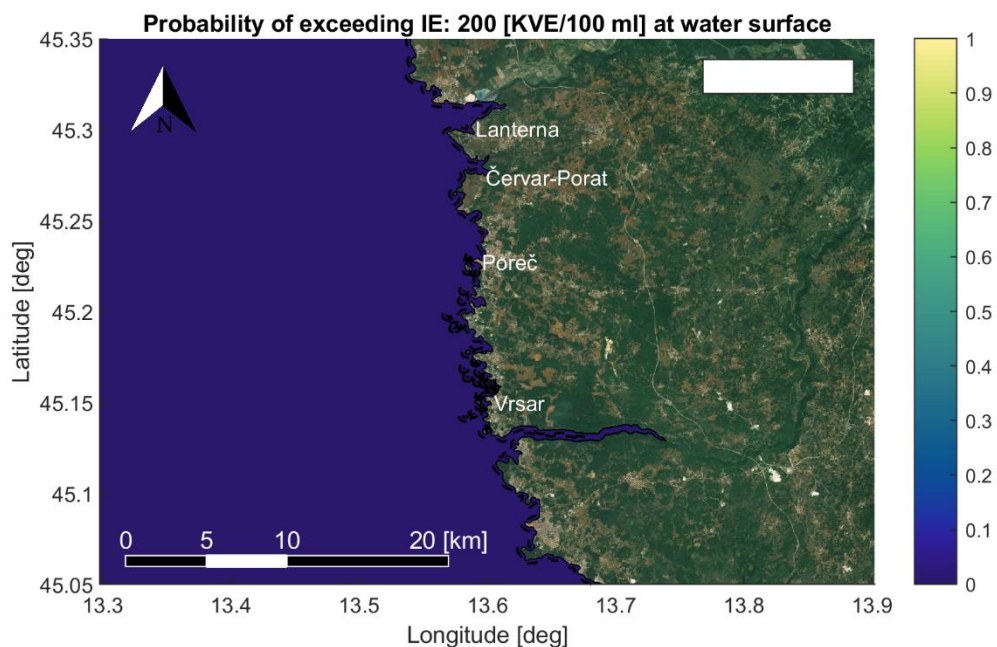 Probability of exceeding IE: 200 [KVE/100 ml] at water surface
45.35
45.3
45.25
45.2
45.15
45.1
45.05
Latitude [deg]
N
Lanterna
Červar-Porat
Poreč
Vrsar
0 5 10 20 [km]
13.3 13.4 13.5 13.6 13.7 13.8 13.9
Longitude [deg]
1
0.9
0.8
0.7
0.6
0.5
0.4
0.3
0.2
0.1
0